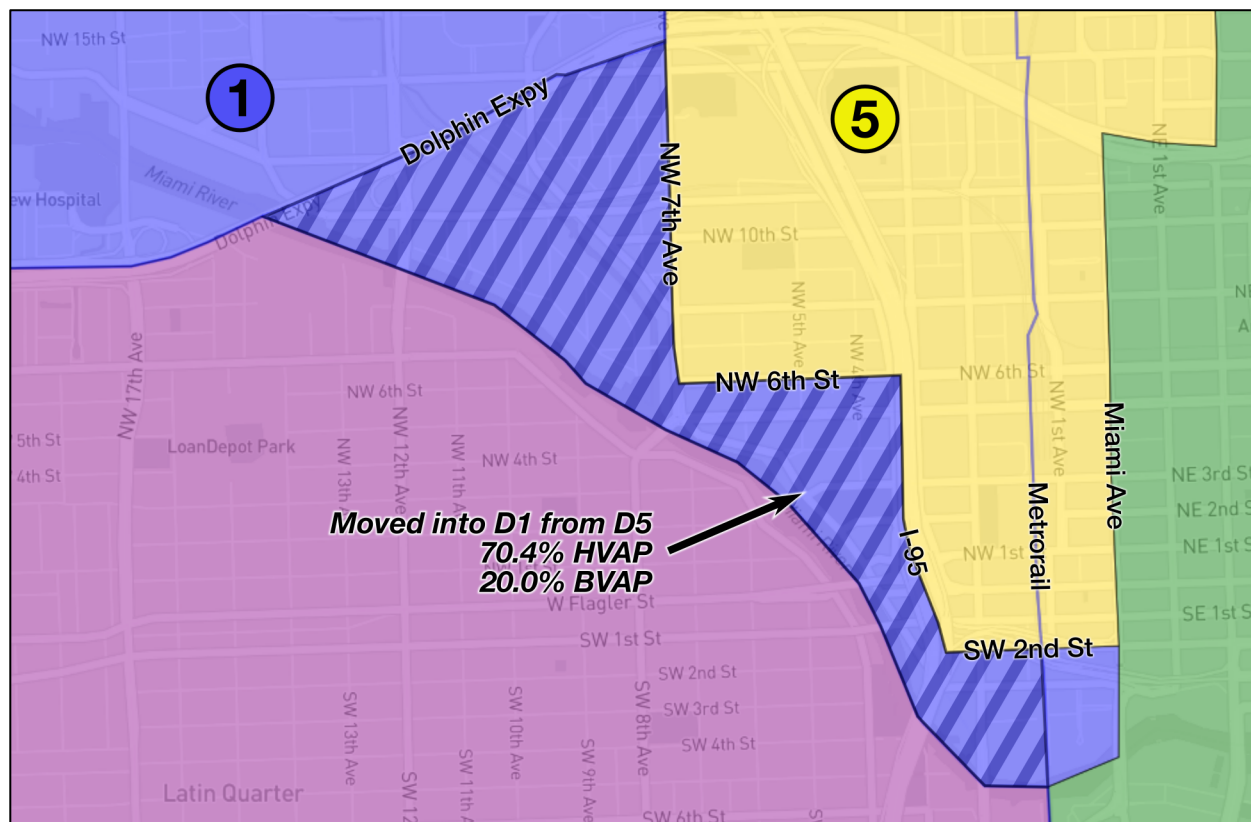 NW 15th St
1
5
Dolphin Expy
Miami River
NE 1st Ave
ew Hospital
Dolphin Expy
NW 7th Ave
NW 10th St
NW 5th Ave
NW 4th Ave
NW 17th Ave
NW 6th St
NW 6th St
NW 6th St
NW 1st Ave
Miami Ave
5th St
LoanDepot Park
NW 12th Ave
NW 13th A
NW 11th A
NW 4th St
4th St
NE 3rd St
NE 2nd S
Metrorail
Moved into D1 from D5
70.4% HVAP
20.0% BVAP
I-95
NW 1st
NE 1st S
W Flagler St
SE 1st St
SW 1st St
SW 2nd St
SW 2nd St
SW 3rd St
SW 4th St
SW 13th Ave
SW 10th Ave
SW 8th Ave
SW 11th A
SW 9th Ave
SW 12
Latin Quarter
SW 6th St
SW